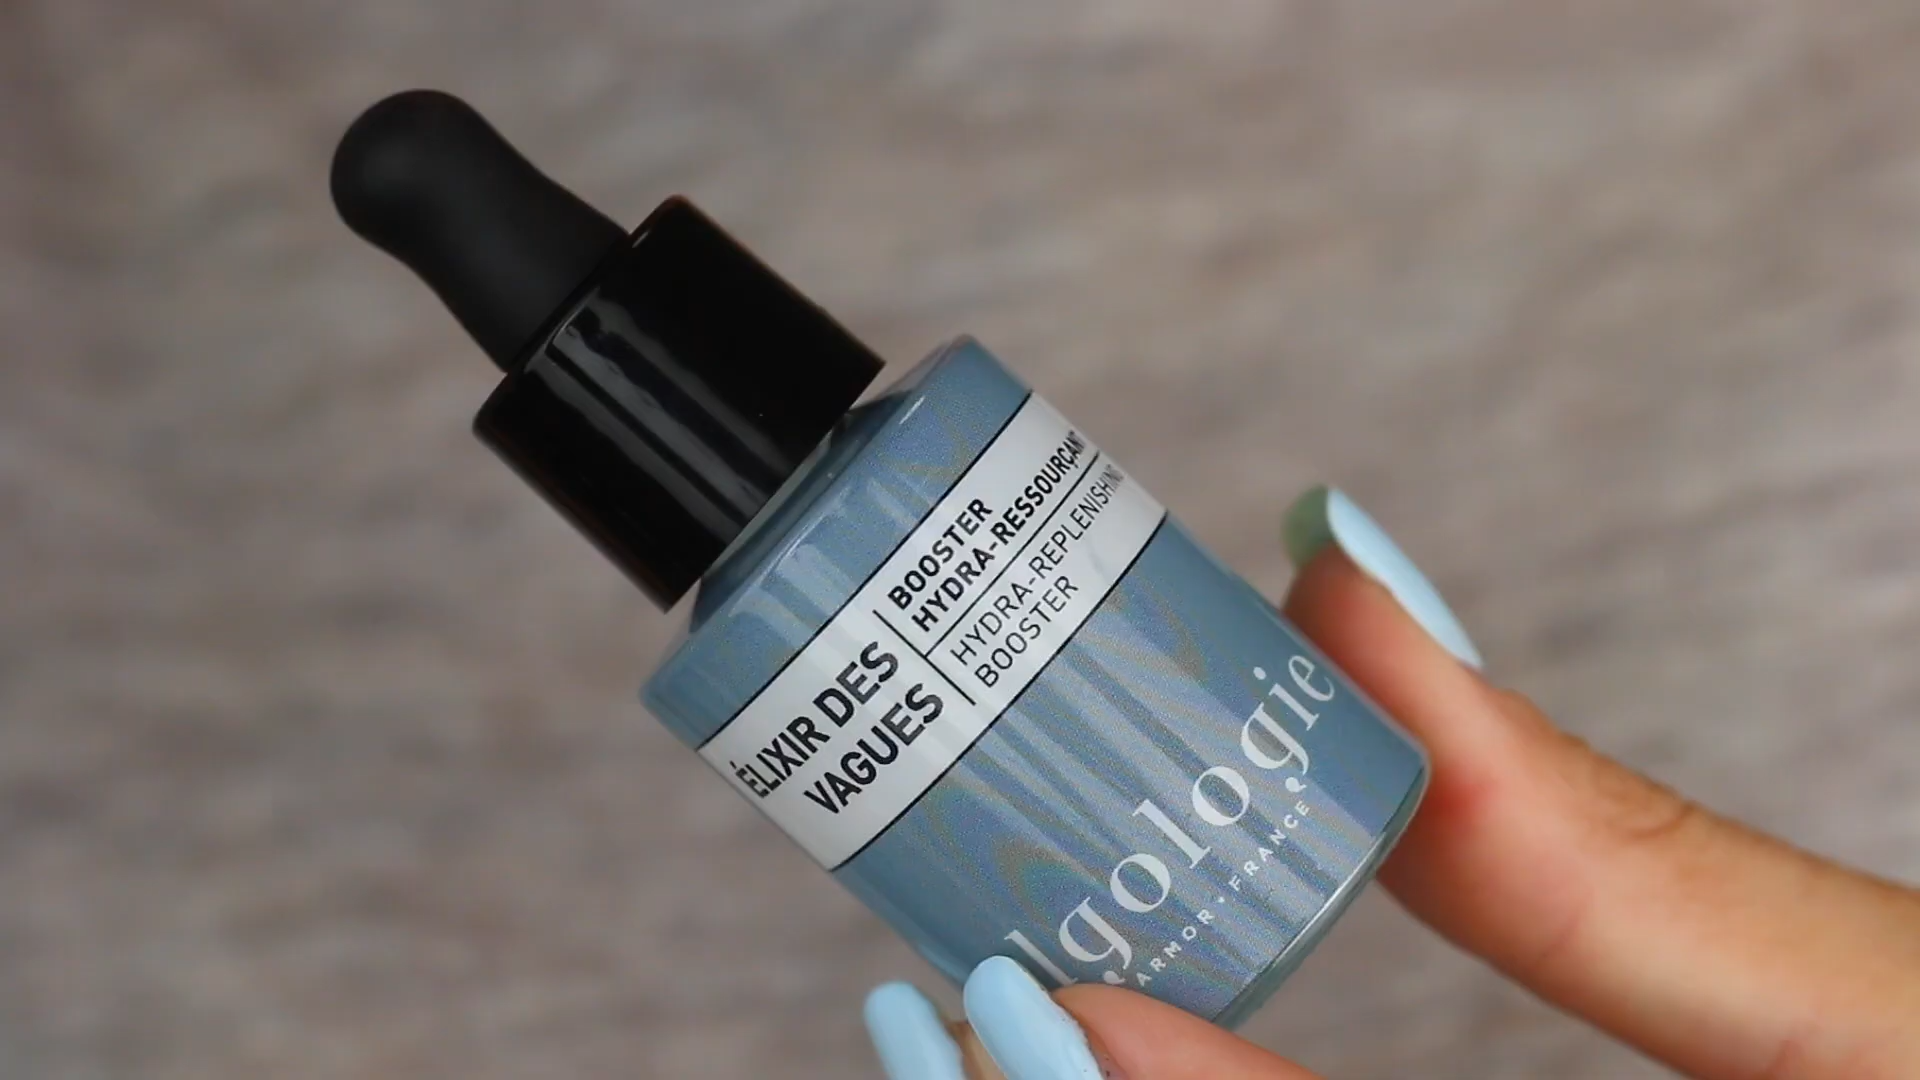 ÉLIXIR DES
VAGUES
BOOSTER
HYDRA-RESSOURÇANT
HYDRA-REPLENISHING
BOOSTER
lgologie
ARMOR • FRANCE